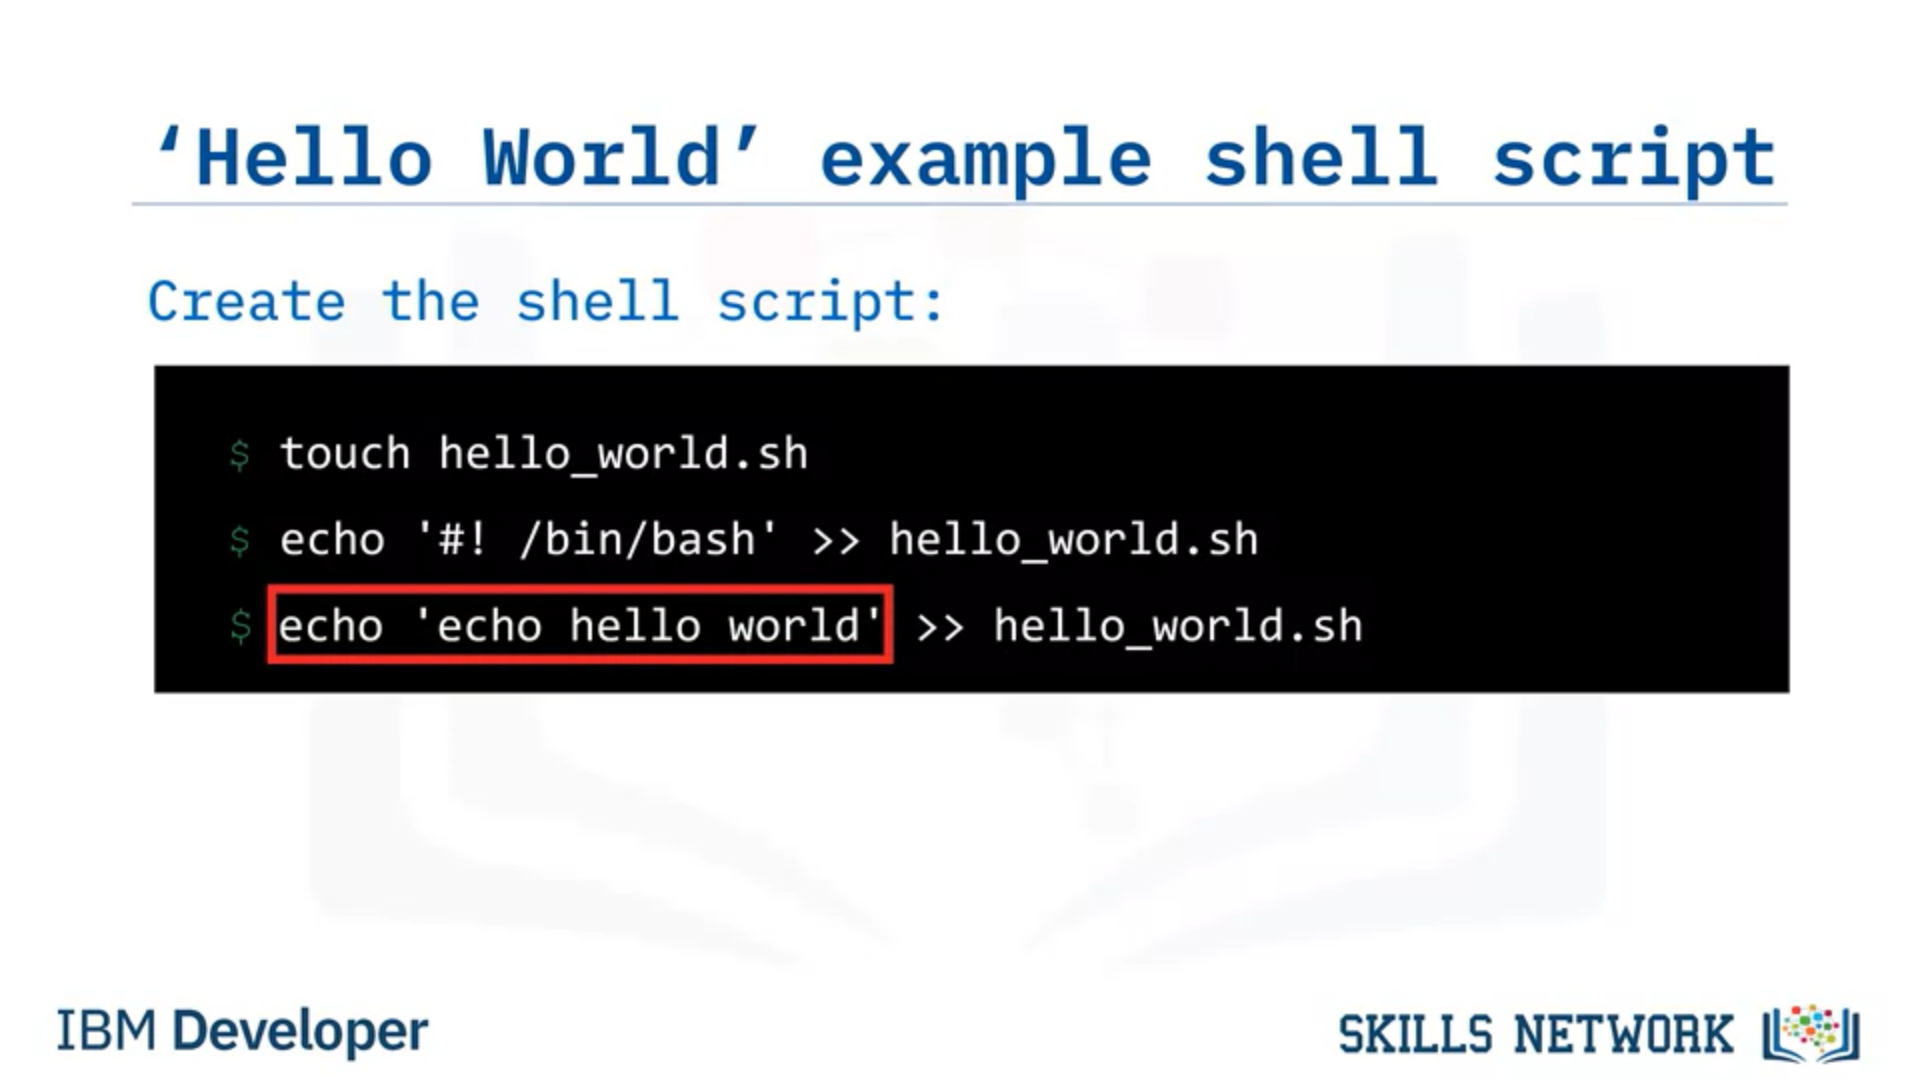 ‘Hello World’ example shell script
Create the shell script:
$ touch hello_world.sh
$ echo '#! /bin/bash' >> hello_world.sh
$ echo 'echo hello world' >> hello_world.sh
IBM Developer
SKILLS NETWORK